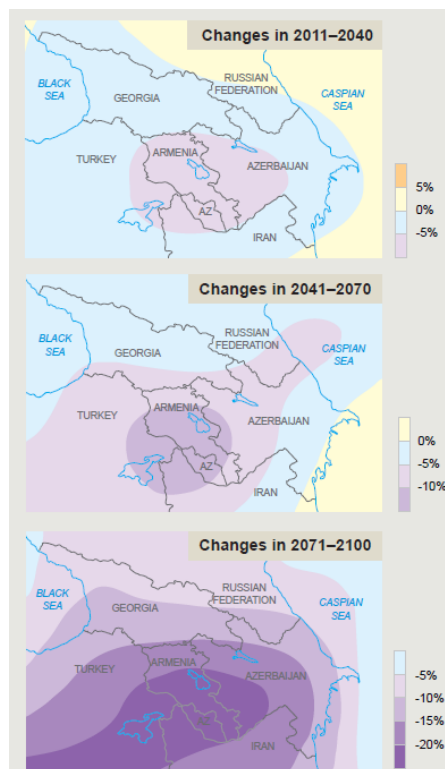 Changes in 2011–2040
BLACK
SEA
RUSSIAN
FEDERATION
CASPIAN
SEA
GEORGIA
TURKEY
ARMENIA
AZERBAIJAN
AZ
IRAN
5%
0%
-5%
Changes in 2041–2070
BLACK
SEA
RUSSIAN
FEDERATION
CASPIAN
SEA
GEORGIA
TURKEY
ARMENIA
AZERBAIJAN
AZ
IRAN
0%
-5%
-10%
Changes in 2071–2100
BLACK
SEA
RUSSIAN
FEDERATION
CASPIAN
SEA
GEORGIA
TURKEY
ARMENIA
AZERBAIJAN
AZ
IRAN
-5%
-10%
-15%
-20%